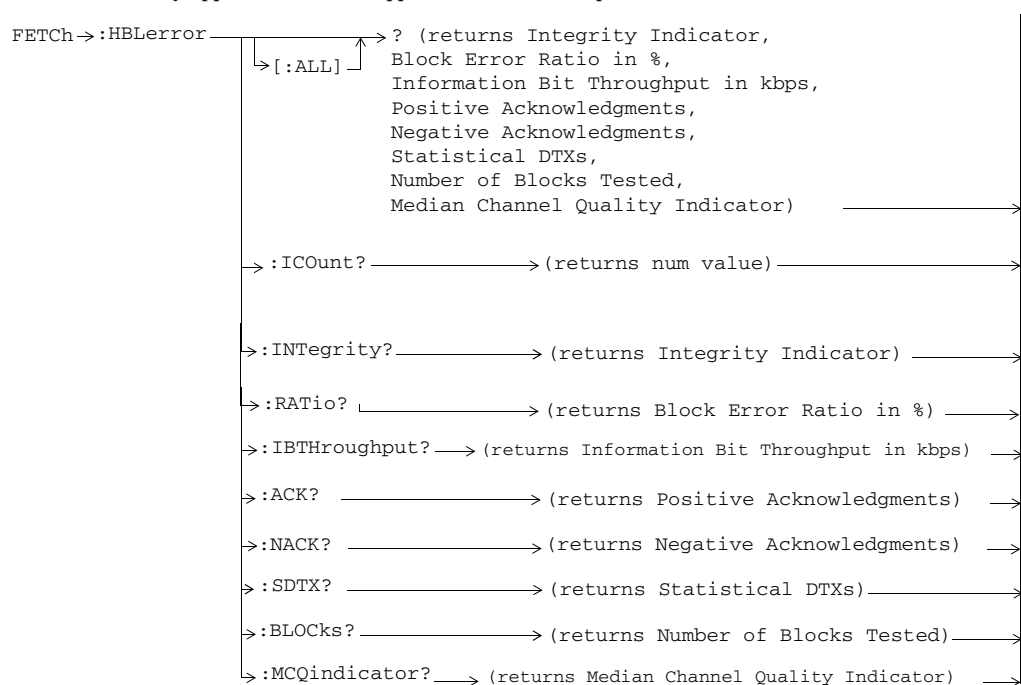 FETCh :HBLerror ? (returns Integrity Indicator,
[:ALL] Block Error Ratio in %,
Information Bit Throughput in kbps,
Positive Acknowledgments,
Negative Acknowledgments,
Statistical DTXs,
Number of Blocks Tested,
Median Channel Quality Indicator)
:ICOunt? (returns num value)
:INTegrity? (returns Integrity Indicator)
:RATio? (returns Block Error Ratio in %)
:IBTHroughput? (returns Information Bit Throughput in kbps)
:ACK? (returns Positive Acknowledgments)
:NACK? (returns Negative Acknowledgments)
:SDTX? (returns Statistical DTXs)
:BLOCks? (returns Number of Blocks Tested)
:MCQindicator? (returns Median Channel Quality Indicator)